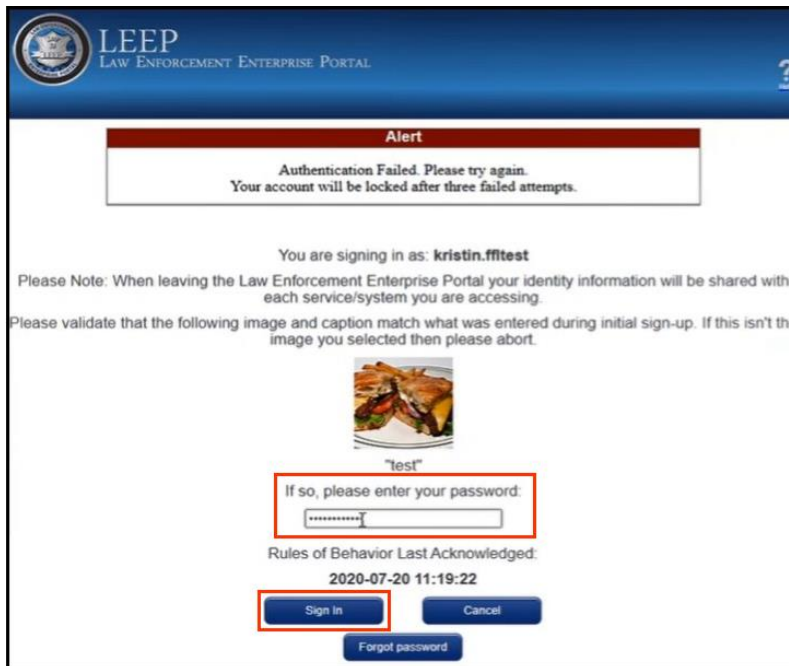 LEEP
LAW ENFORCEMENT ENTERPRISE PORTAL
?
Alert
Authentication Failed. Please try again.
Your account will be locked after three failed attempts.
You are signing in as: kristin.ffltest
Please Note: When leaving the Law Enforcement Enterprise Portal your identity information will be shared with
each service/system you are accessing.
Please validate that the following image and caption match what was entered during initial sign-up. If this isn't th
image you selected then please abort.
"test"
If so, please enter your password:
Rules of Behavior Last Acknowledged:
2020-07-20 11:19:22
Sign In
Cancel
Forgot password